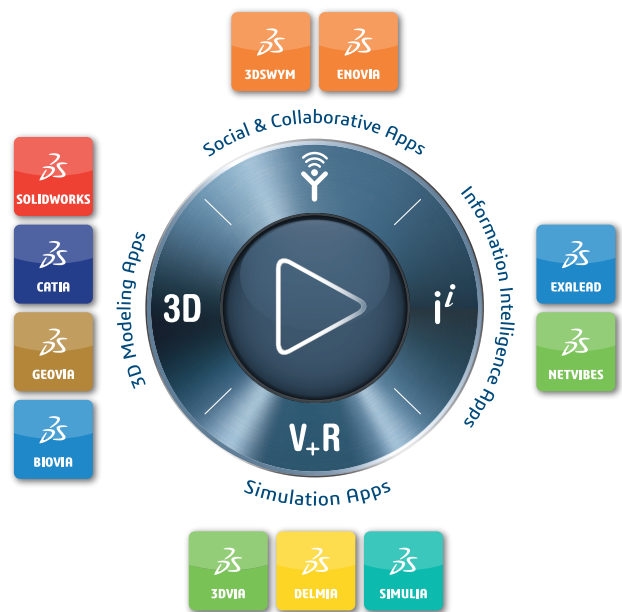 3DSWYM
ENOVIA
Social & Collaborative Apps
SOLIDWORKS
CATIA
GEOVIA
BIOVIA
3D Modeling Apps
3D
i i
V+R
Information Intelligence Apps
EXALEAD
NETVIBES
Simulation Apps
3DVIA
DELMIA
SIMULIA